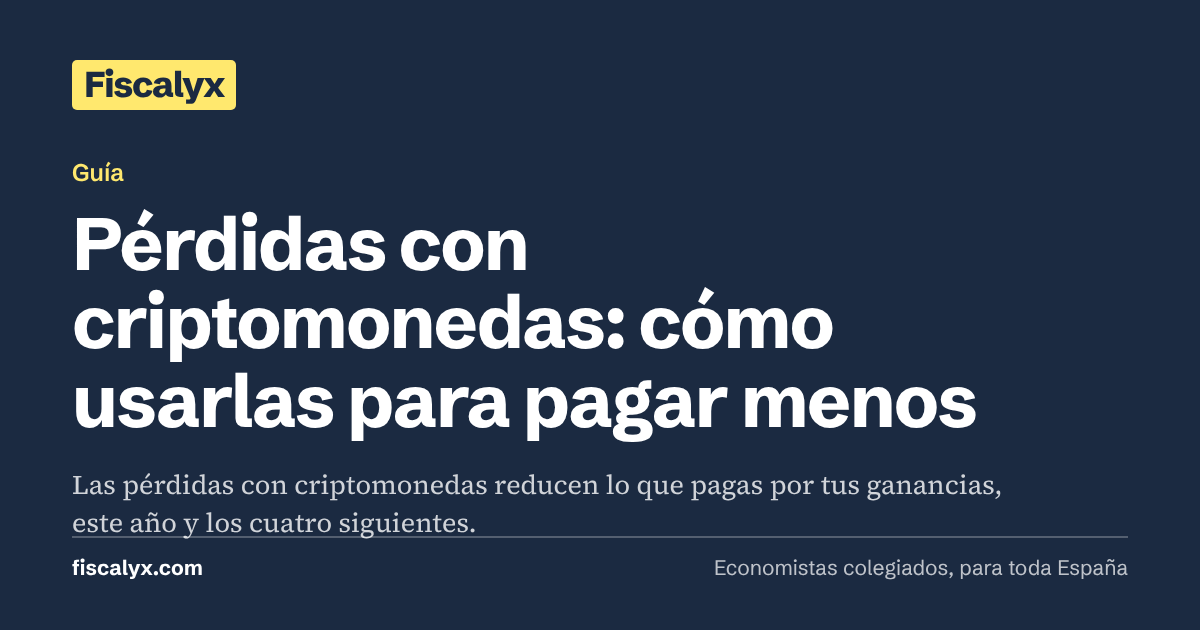 Fiscalyx
Guía
Pérdidas con
criptomonedas: cómo
usarlas para pagar menos
Las pérdidas con criptomonedas reducen lo que pagas por tus ganancias,
este año y los cuatro siguientes.
fiscalyx.com
Economistas colegiados, para toda España